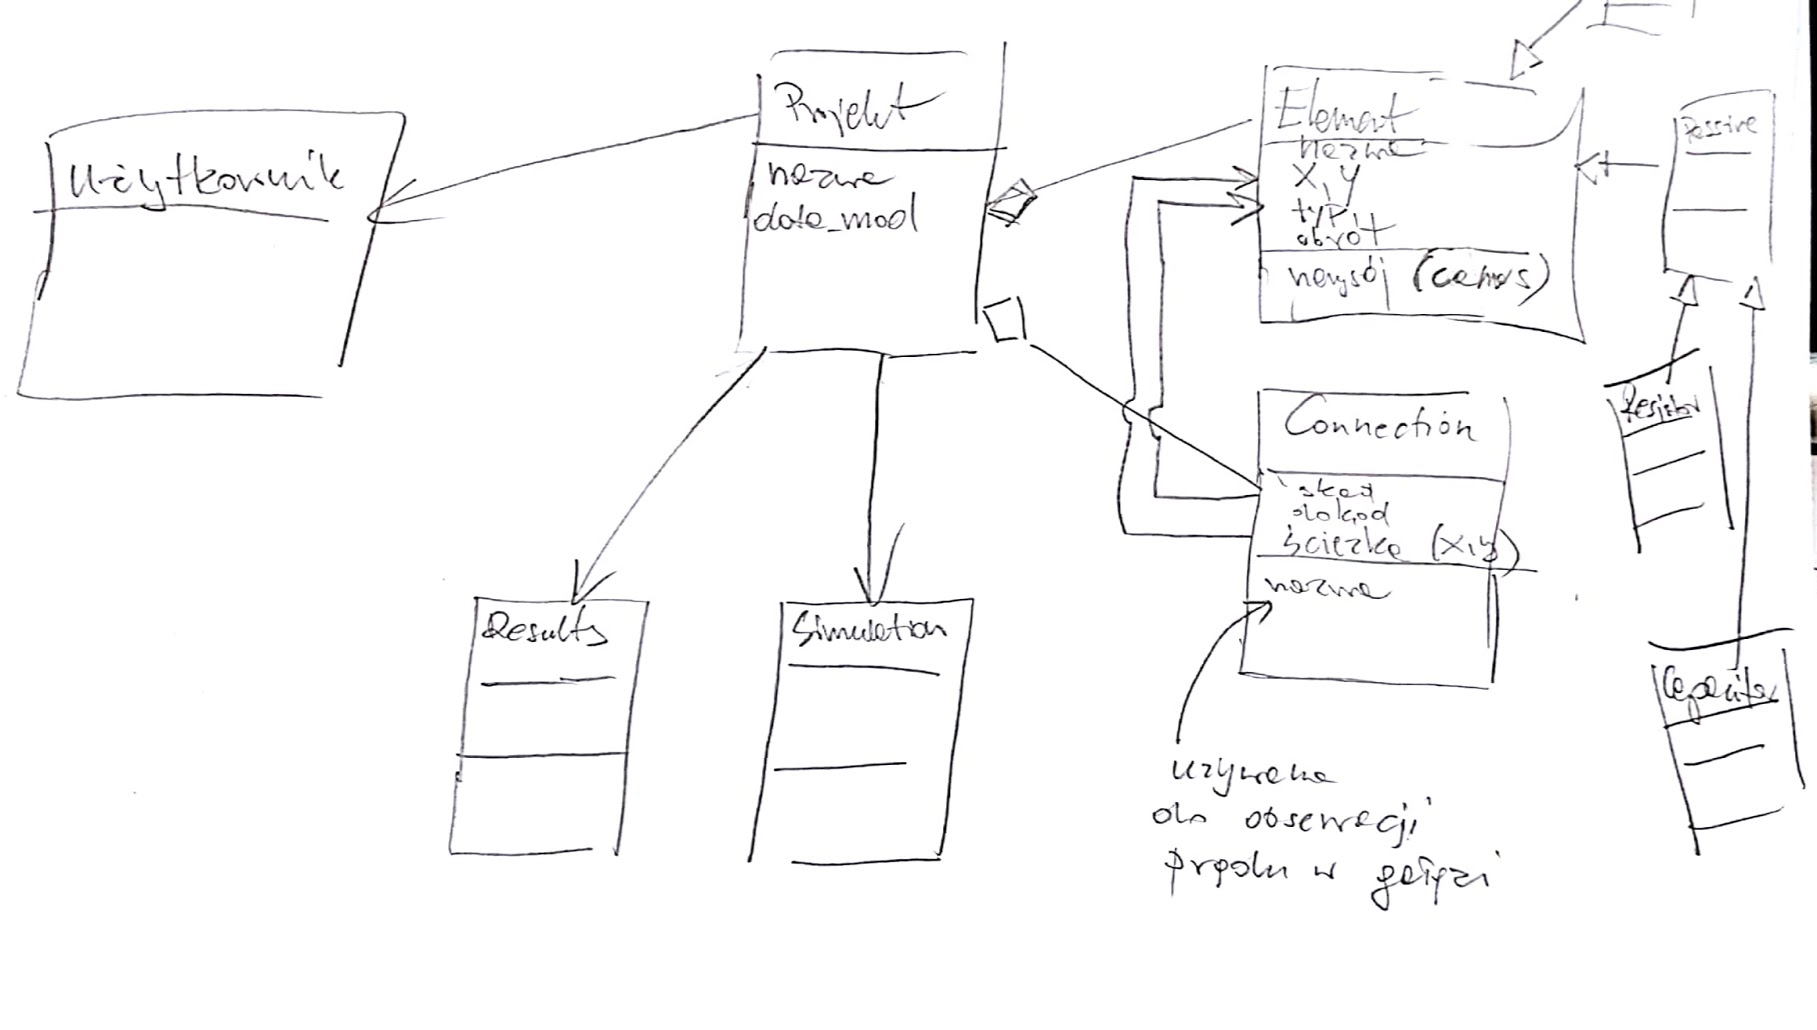 Użytkownik
Projekt
nazwa
data_mod
Element
nazwa
x, y
typ,
obrót
narysuj (canvas)
Passive
Resistor
Capacitor
Connection
skąd
dokąd
ścieżka (x,y)
nazwa
używane
do obserwacji
prądu w gałęzi
Results
Simulation